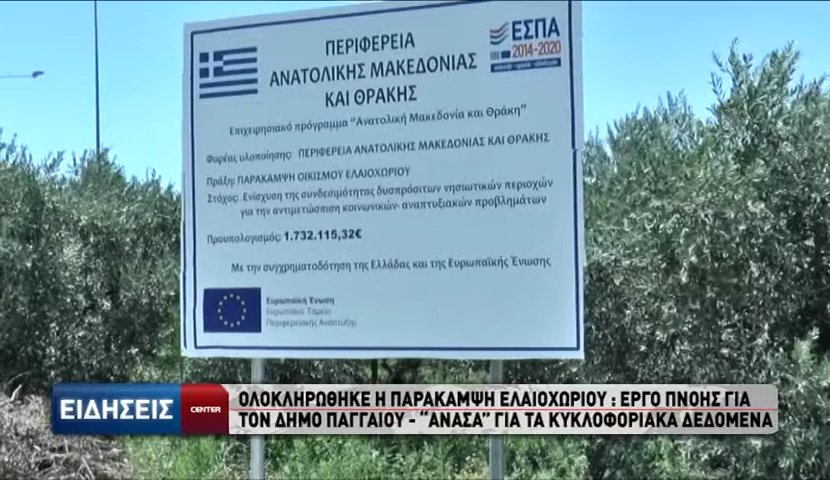 ΠΕΡΙΦΕΡΕΙΑ
ΑΝΑΤΟΛΙΚΗΣ ΜΑΚΕΔΟΝΙΑΣ
ΚΑΙ ΘΡΑΚΗΣ
ΕΣΠΑ
2014-2020
Επιχειρησιακό πρόγραμμα "Ανατολική Μακεδονία και Θράκη"
Φορέας υλοποίησης: ΠΕΡΙΦΕΡΕΙΑ ΑΝΑΤΟΛΙΚΗΣ ΜΑΚΕΔΟΝΙΑΣ ΚΑΙ ΘΡΑΚΗΣ
Πράξη: ΠΑΡΑΚΑΜΨΗ ΟΙΚΙΣΜΟΥ ΕΛΑΙΟΧΩΡΙΟΥ
Στόχος: Ενίσχυση της συνδεσιμότητας δυσπρόσιτων νησιωτικών περιοχών
για την αντιμετώπιση κοινωνικών- αναπτυξιακών προβλημάτων
Προυπολογισμός: 1.732.115,32€
Με την συγχρηματοδότηση της Ελλάδας και της Ευρωπαϊκής Ένωσης
Ευρωπαϊκή Ένωση
Ευρωπαϊκό Ταμείο
Περιφερειακής Ανάπτυξης
ΕΙΔΗΣΕΙΣ
CENTER
ΟΛΟΚΛΗΡΩΘΗΚΕ Η ΠΑΡΑΚΑΜΨΗ ΕΛΑΙΟΧΩΡΙΟΥ : ΕΡΓΟ ΠΝΟΗΣ ΓΙΑ
ΤΟΝ ΔΗΜΟ ΠΑΓΓΑΙΟΥ - "ΑΝΑΣΑ" ΓΙΑ ΤΑ ΚΥΚΛΟΦΟΡΙΑΚΑ ΔΕΔΟΜΕΝΑ